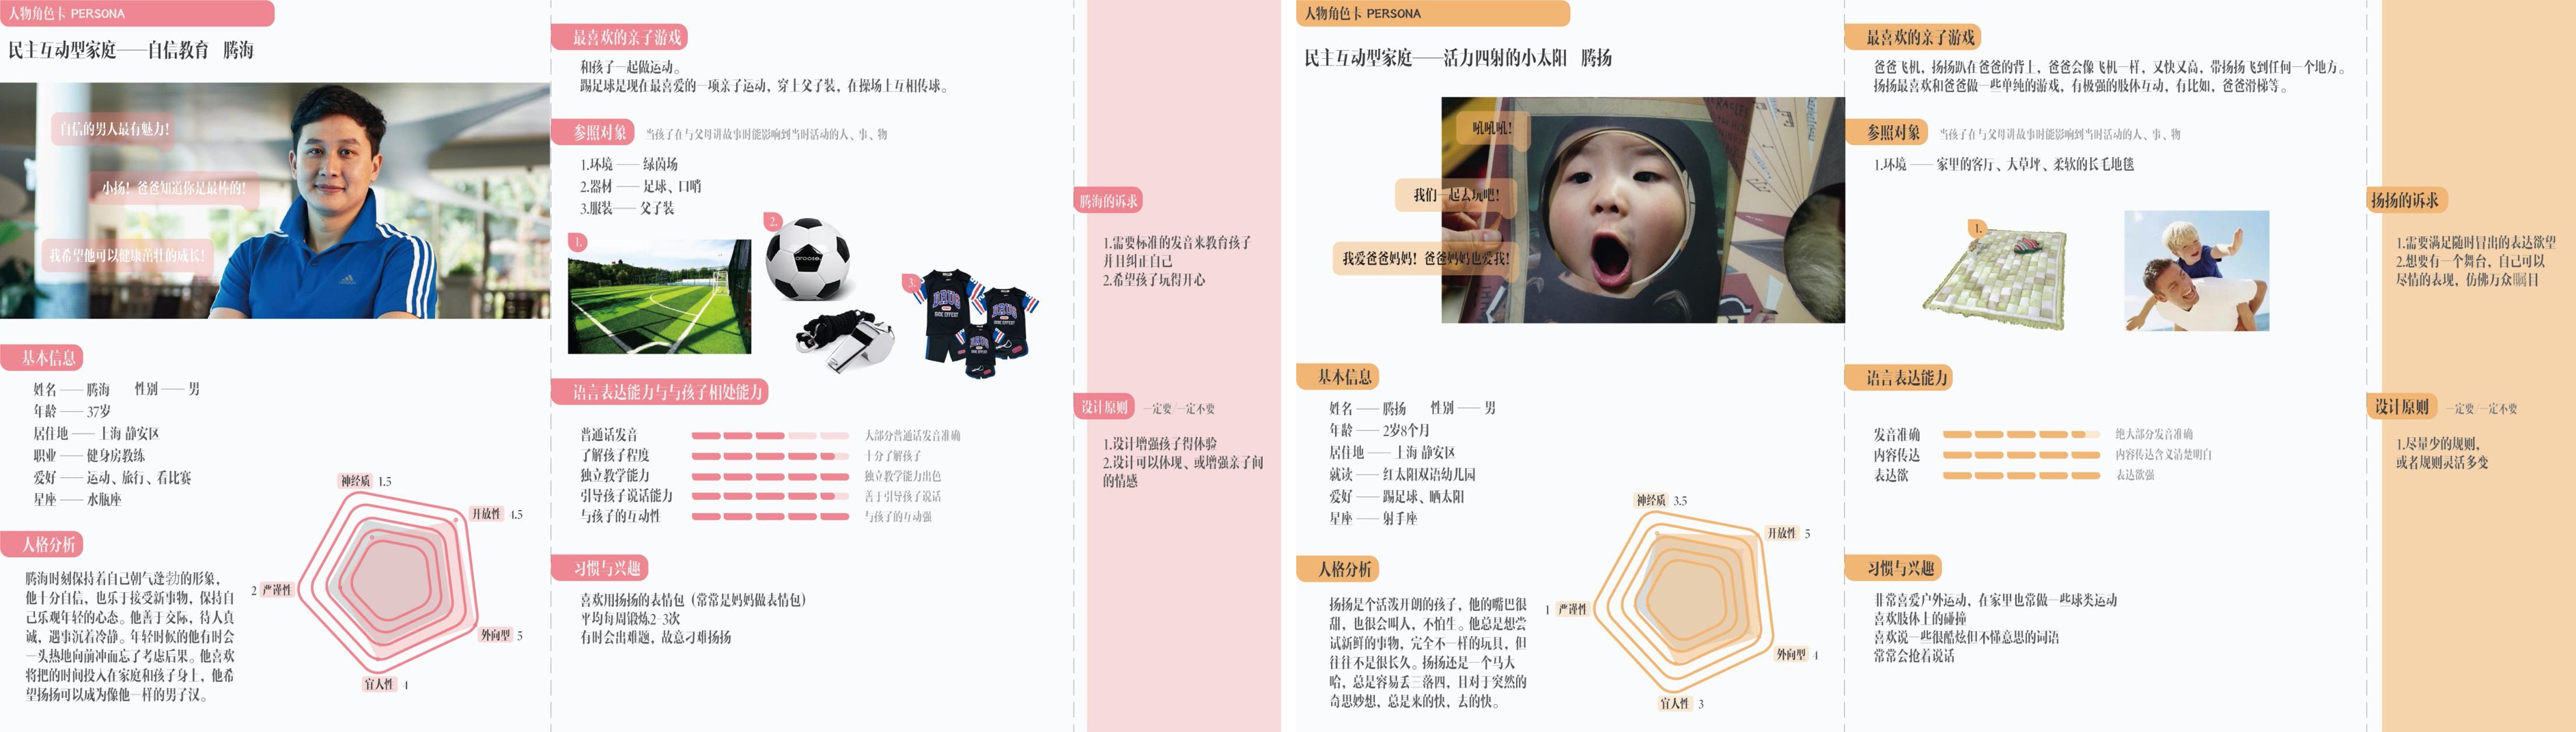 人物角色卡 PERSONA
民主互动型家庭——自信教育 腾海
自信的男人最有魅力！
小扬！爸爸知道你是最棒的！
我希望他可以健康茁壮的成长！
基本信息
姓名 —— 腾海 性别 —— 男
年龄 —— 37岁
居住地 —— 上海 静安区
职业 —— 健身房教练
爱好 —— 运动、旅行、看比赛
星座 —— 水瓶座
人格分析
腾海时刻保持着自己朝气蓬勃的形象，
他十分自信，也乐于接受新事物，保持自
己乐观年轻的心态。他善于交际，待人真
诚，遇事沉着冷静。年轻时候的他有时会
一头热地向前冲而忘了考虑后果。他喜欢
将把的时间投入在家庭和孩子身上，他希
望扬扬可以成为像他一样的男子汉。
神经质 1.5
开放性 4.5
2 严谨性
外向型 5
宜人性 4
最喜欢的亲子游戏
和孩子一起做运动。
踢足球是现在最喜爱的一项亲子运动，穿上父子装，在操场上互相传球。
参照对象 当孩子在与父母讲故事时能影响到当时活动的人、事、物
1.环境 —— 绿茵场
2.器材 —— 足球、口哨
3.服装—— 父子装
1.
2.
3.
语言表达能力与与孩子相处能力
普通话发音 大部分普通话发音准确
了解孩子程度 十分了解孩子
独立教学能力 独立教学能力出色
引导孩子说话能力 善于引导孩子说话
与孩子的互动性 与孩子的互动强
习惯与兴趣
喜欢用扬扬的表情包（常常是妈妈做表情包）
平均每周锻炼2-3次
有时会出难题，故意刁难扬扬
腾海的诉求
1.需要标准的发音来教育孩子
并且纠正自己
2.希望孩子玩得开心
设计原则 一定要/一定不要
1.设计增强孩子得体验
2.设计可以体现、或增强亲子间
的情感
人物角色卡 PERSONA
民主互动型家庭——活力四射的小太阳 腾扬
吼吼吼！
我们一起去玩吧！
我爱爸爸妈妈！爸爸妈妈也爱我！
基本信息
姓名 —— 腾扬 性别 —— 男
年龄 —— 2岁8个月
居住地 —— 上海 静安区
就读 —— 红太阳双语幼儿园
爱好 —— 踢足球、晒太阳
星座 —— 射手座
人格分析
扬扬是个活泼开朗的孩子，他的嘴巴很
甜，也很会叫人，不怕生。他总是想尝
试新鲜的事物，完全不一样的玩具，但
往往不是很长久。扬扬还是一个马大
哈，总是容易丢三落四，且对于突然的
奇思妙想，总是来的快，去的快。
神经质 3.5
开放性 5
1 严谨性
外向型 4
宜人性 3
最喜欢的亲子游戏
爸爸飞机，扬扬趴在爸爸的背上，爸爸会像飞机一样，又快又高，带扬扬飞到任何一个地方。
扬扬最喜欢和爸爸做一些单纯的游戏，有极强的肢体互动，有比如，爸爸滑梯等。
参照对象 当孩子在与父母讲故事时能影响到当时活动的人、事、物
1.环境 —— 家里的客厅、大草坪、柔软的长毛地毯
1.
语言表达能力
发音准确 绝大部分发音准确
内容传达 内容传达含义清楚明白
表达欲 表达欲强
习惯与兴趣
非常喜爱户外运动，在家里也常做一些球类运动
喜欢肢体上的碰撞
喜欢说一些很酷炫但不懂意思的词语
常常会抢着说话
扬扬的诉求
1.需要满足随时冒出的表达欲望
2.想要有一个舞台，自己可以
尽情的表现，仿佛万众瞩目
设计原则 一定要/一定不要
1.尽量少的规则，
或者规则灵活多变